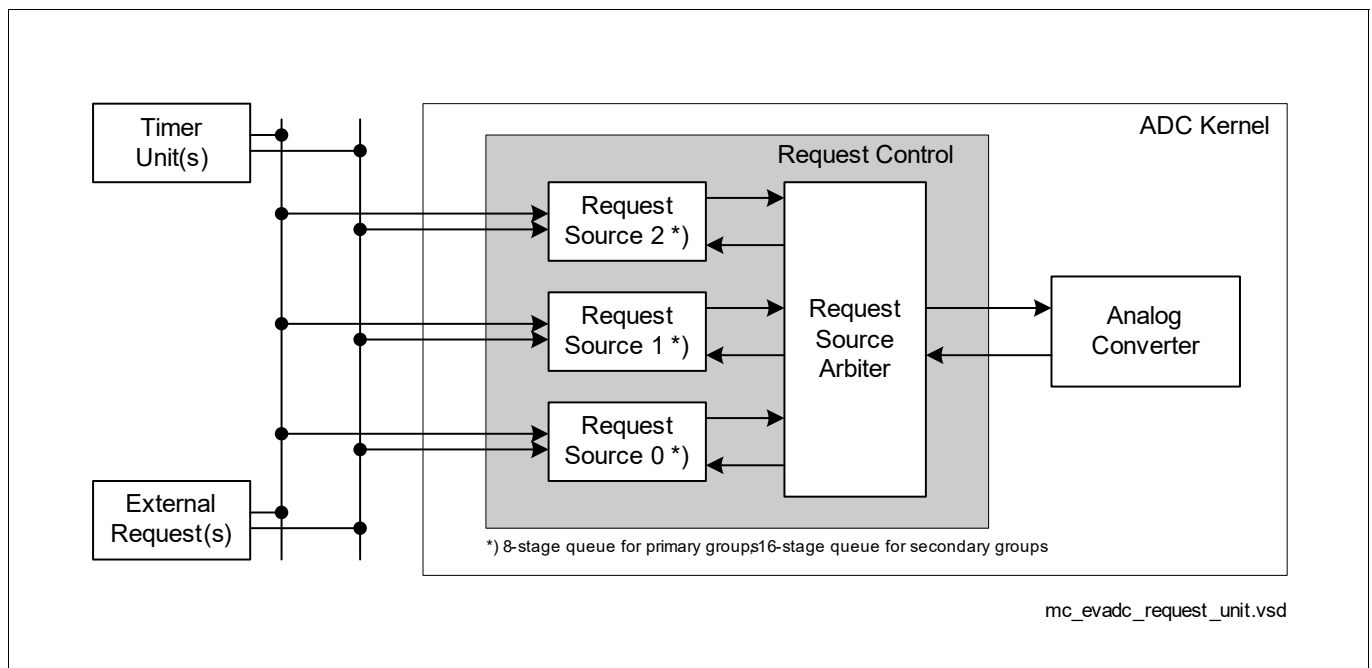 Timer
Unit(s)
ADC Kernel
Request Control
Request
Source 2 *)
Request
Source 1 *)
Request
Source 0 *)
Request
Source
Arbiter
Analog
Converter
External
Request(s)
*) 8-stage queue for primary groups, 16-stage queue for secondary groups
mc_evadc_request_unit.vsd